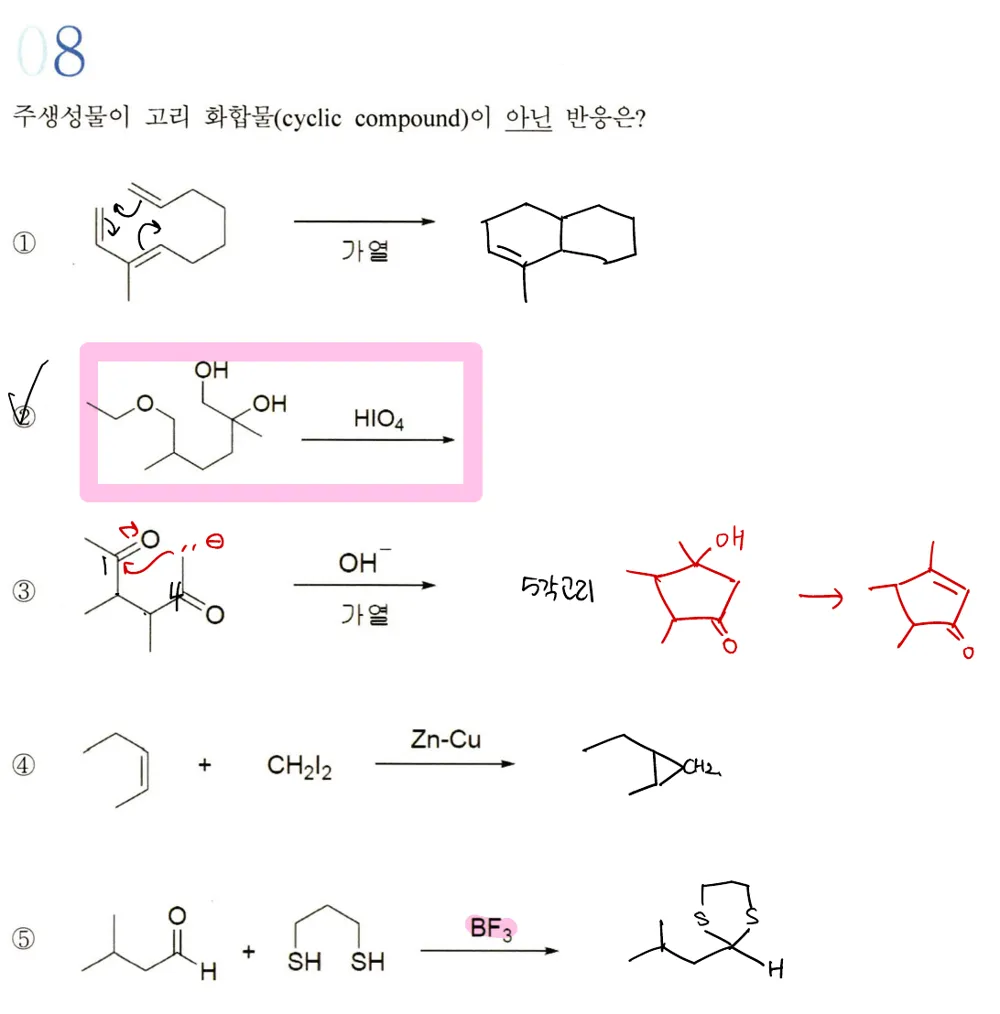 08
주생성물이 고리 화합물(cyclic compound)이 아닌 반응은?
①
가열
②
OH
O
OH
HIO₄
③
1
O
⊖
4
O
OH⁻
가열
5각고리
OH
O
O
④
+
CH₂I₂
Zn-Cu
CH₂
⑤
O
H
+
SH SH
BF₃
S S
H